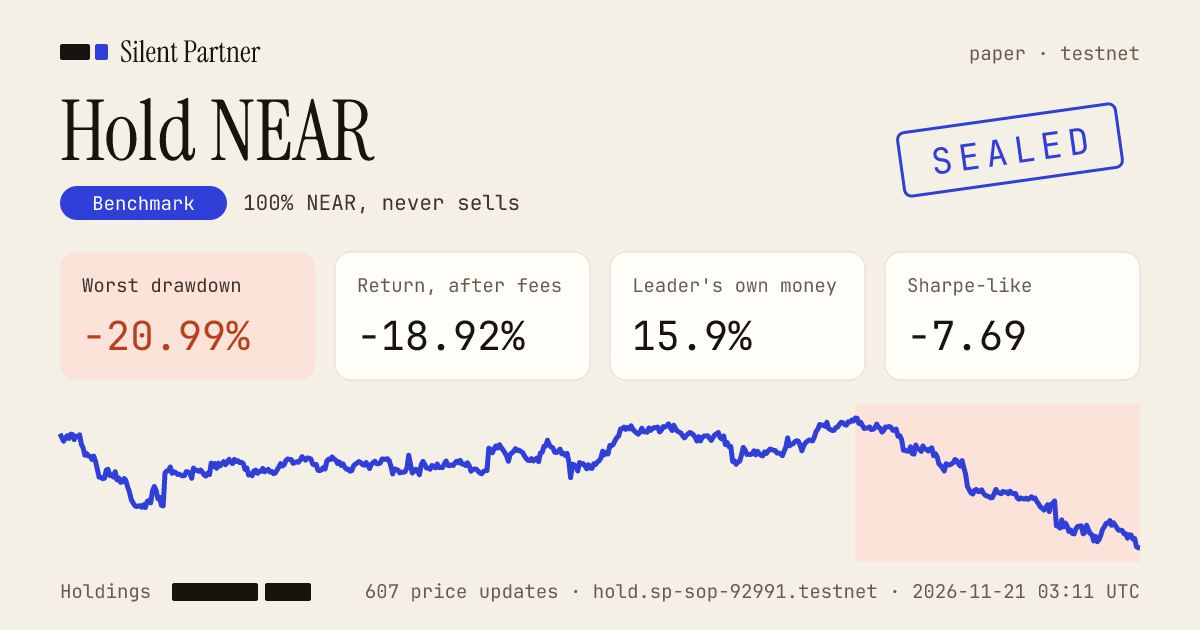 Silent Partner
paper · testnet
Hold NEAR
SEALED
Benchmark 100% NEAR, never sells
Worst drawdown
-20.99%
Return, after fees
-18.92%
Leader's own money
15.9%
Sharpe-like
-7.69
Holdings
607 price updates · hold.sp-sop-92991.testnet · 2026-11-21 03:11 UTC